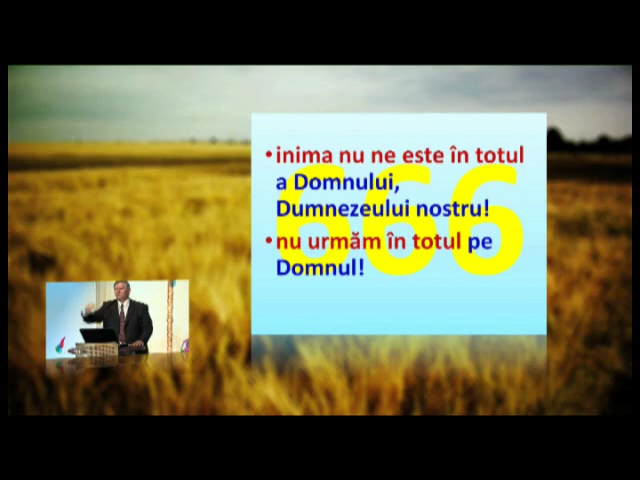 •inima nu ne este în totul
a Domnului,
Dumnezeului nostru!
•nu urmăm în totul pe
Domnul!
666